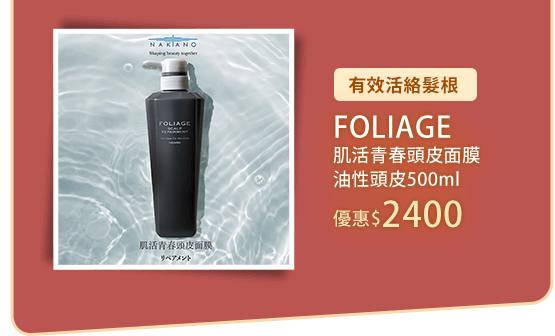 NAKANO
Shaping beauty together
FOLIAGE
SCALP
REPAIRMENT
肌活青春頭皮面膜
リペアメント
有效活絡髮根
FOLIAGE
肌活青春頭皮面膜
油性頭皮500ml
優惠$2400